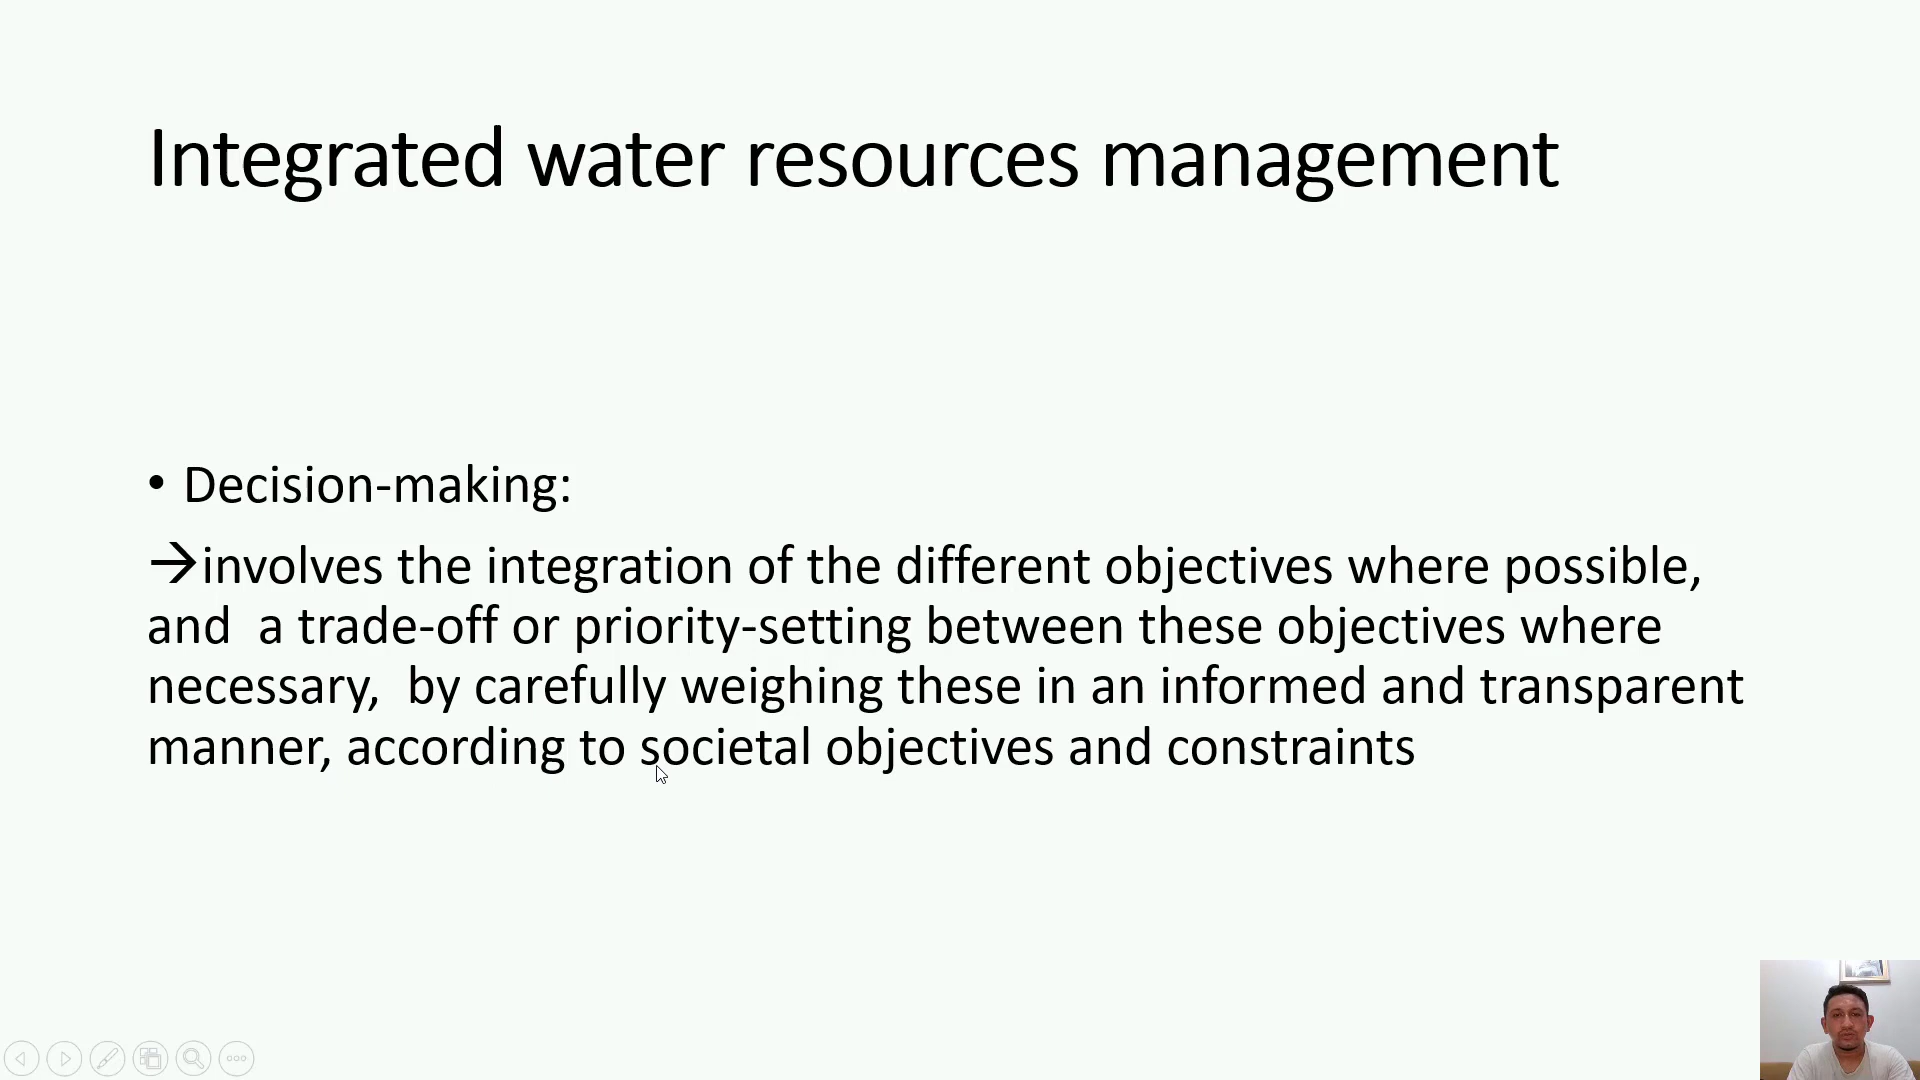 Integrated water resources management
• Decision-making:
→involves the integration of the different objectives where possible,
and  a trade-off or priority-setting between these objectives where
necessary,  by carefully weighing these in an informed and transparent
manner, according to societal objectives and constraints